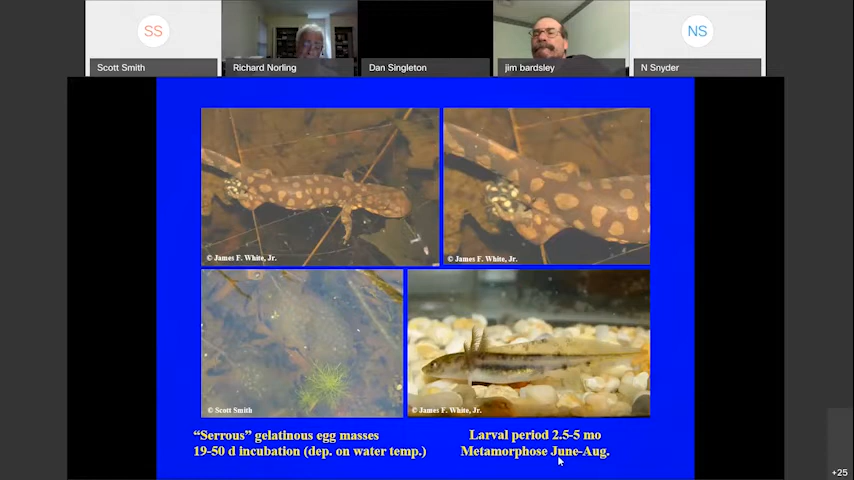 SS
NS
Scott Smith
Richard Norling
Dan Singleton
jim bardsley
N Snyder
© James F. White, Jr.
© James F. White, Jr.
© Scott Smith
© James F. White, Jr.
“Serrous” gelatinous egg masses
19-50 d incubation (dep. on water temp.)
Larval period 2.5-5 mo
Metamorphose June-Aug.
+25